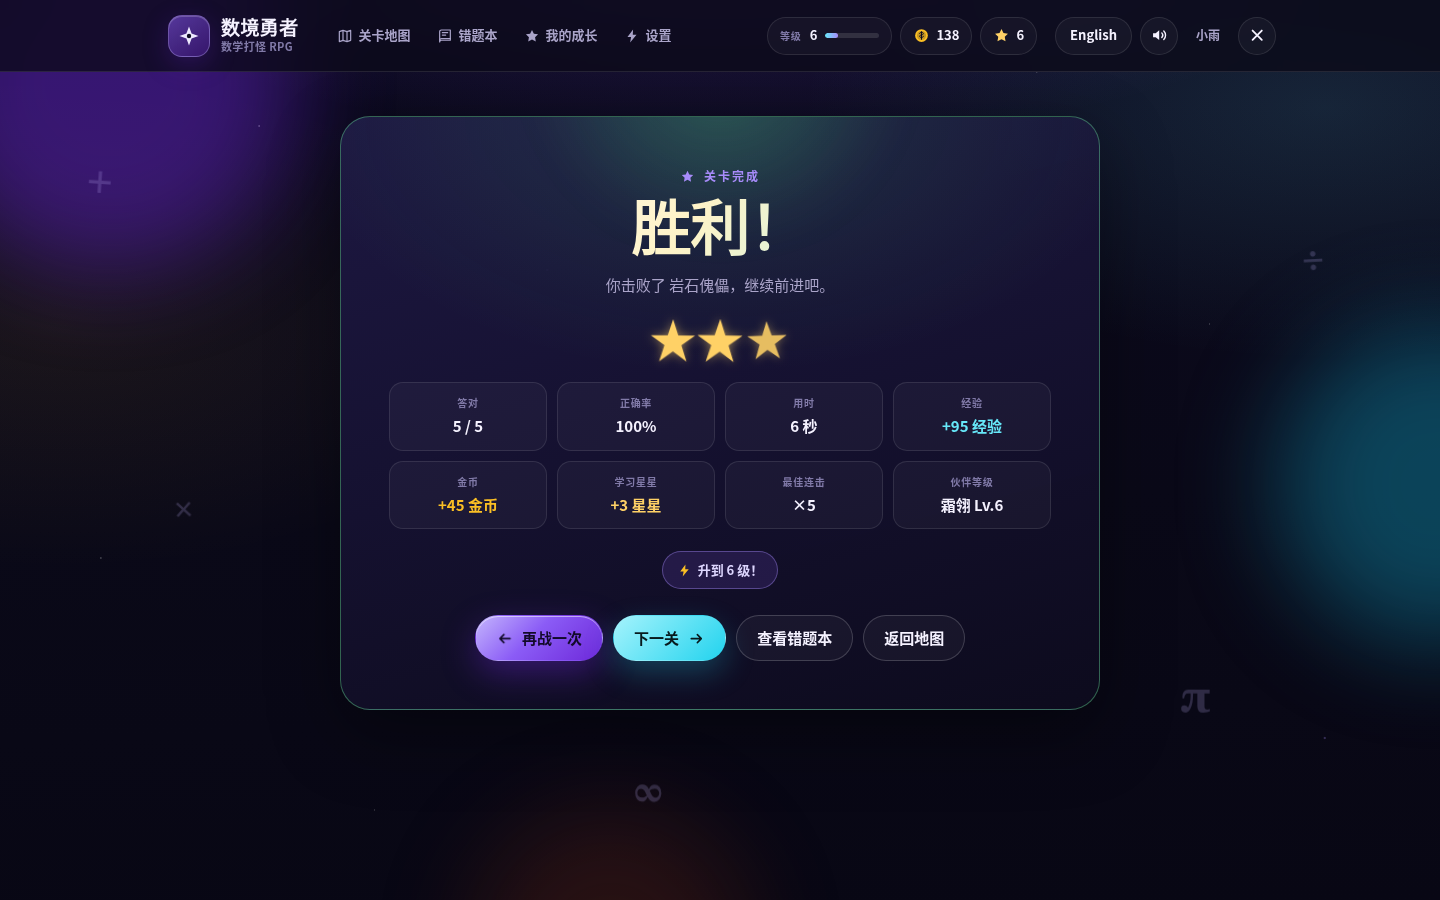 数境勇者
数学打怪 RPG
关卡地图
错题本
我的成长
设置
等级 6
138
6
English
小雨
关卡完成
胜利！
你击败了 岩石傀儡，继续前进吧。
答对
5 / 5
正确率
100%
用时
6 秒
经验
+95 经验
金币
+45 金币
学习星星
+3 星星
最佳连击
×5
伙伴等级
霜翎 Lv.6
升到 6 级！
← 再战一次
下一关 →
查看错题本
返回地图
+
÷
×
π
∞